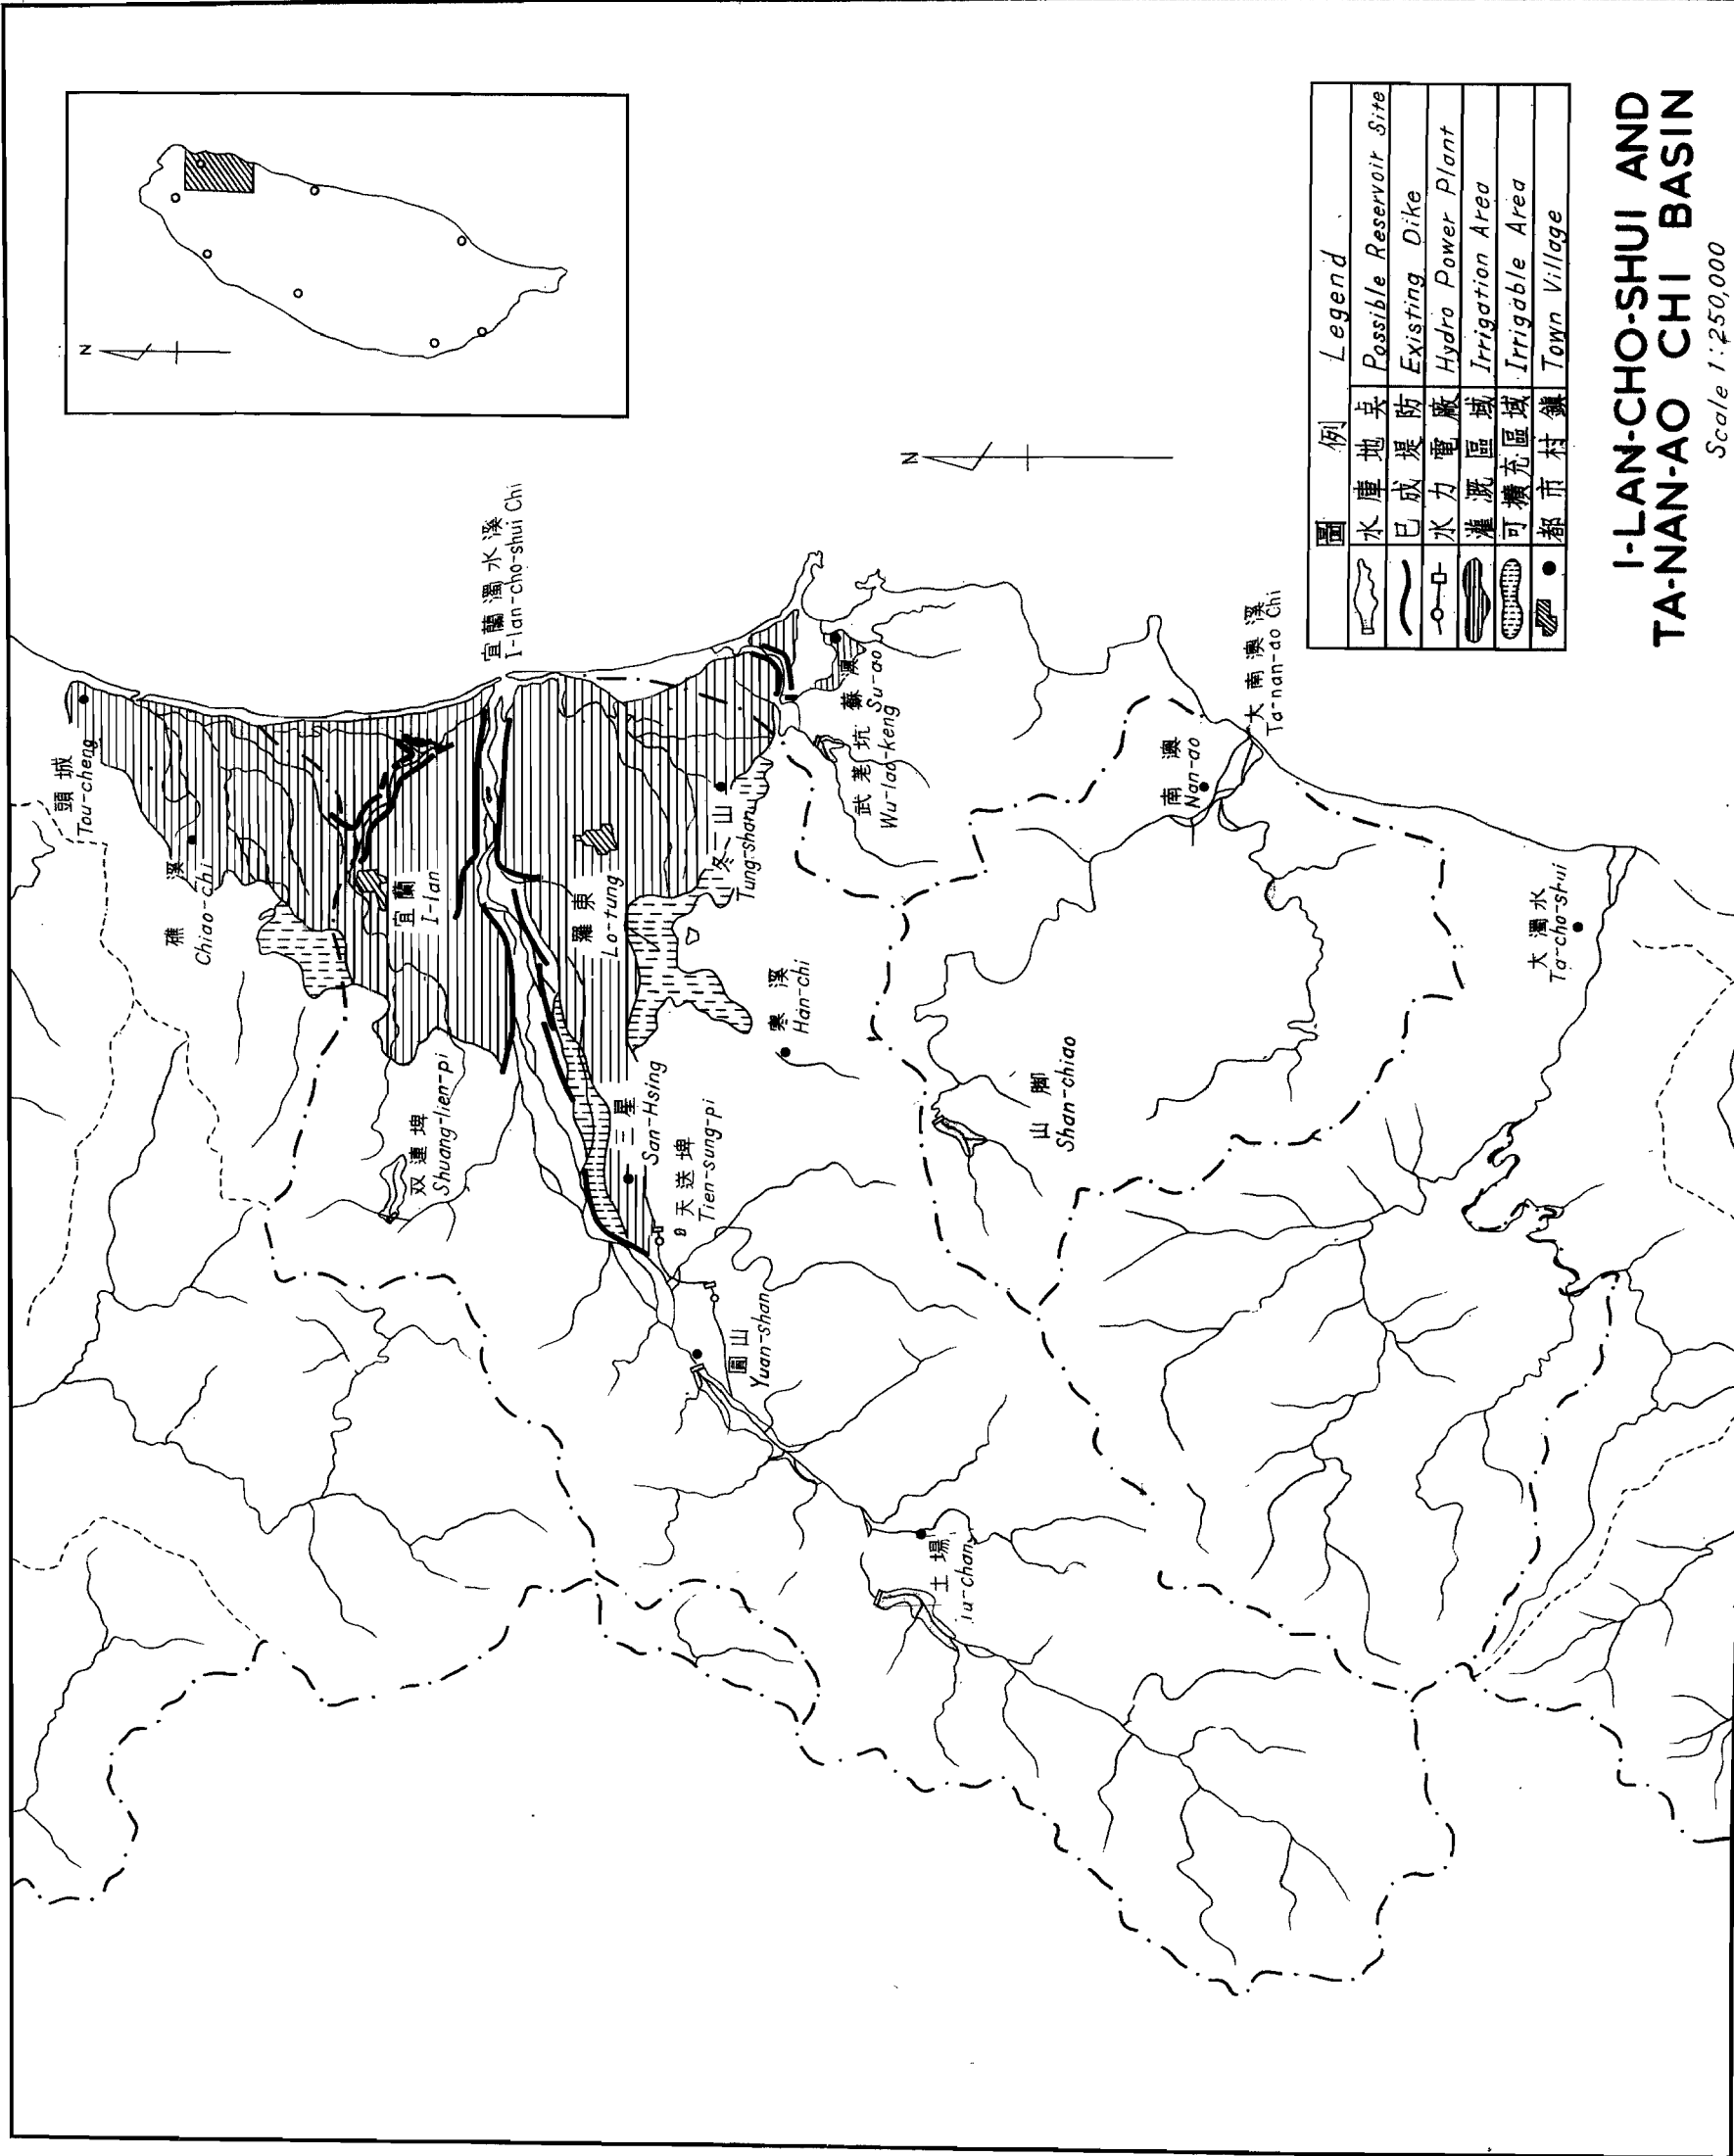 I-LAN-CHO-SHUI AND
TA-NAN-AO CHI BASIN
Scale 1:250,000
N
N
圖例 Legend
水庫地点 Possible Reservoir Site
已成堤防 Existing Dike
水力電廠 Hydro Power Plant
灌溉區域 Irrigation Area
可擴充區域 Irrigable Area
都市村鎮 Town Village
頭城
Tou-cheng
礁溪
Chiao-chi
宜蘭
I-lan
宜蘭濁水溪
I-lan-cho-shui Chi
双連埤
Shuang-lien-pi
羅東
Lo-tung
冬山
Tung-shan
三星
San-Hsing
天送埤
Tien-sung-pi
圓山
Yuan-shan
寒溪
Han-chi
武荖坑
Wu-lao-keng
蘇澳
Su-ao
土場
山脚
Shan-chiao
南澳
Nan-ao
大南澳溪
Ta-nan-ao Chi
大濁水
Ta-cho-shui